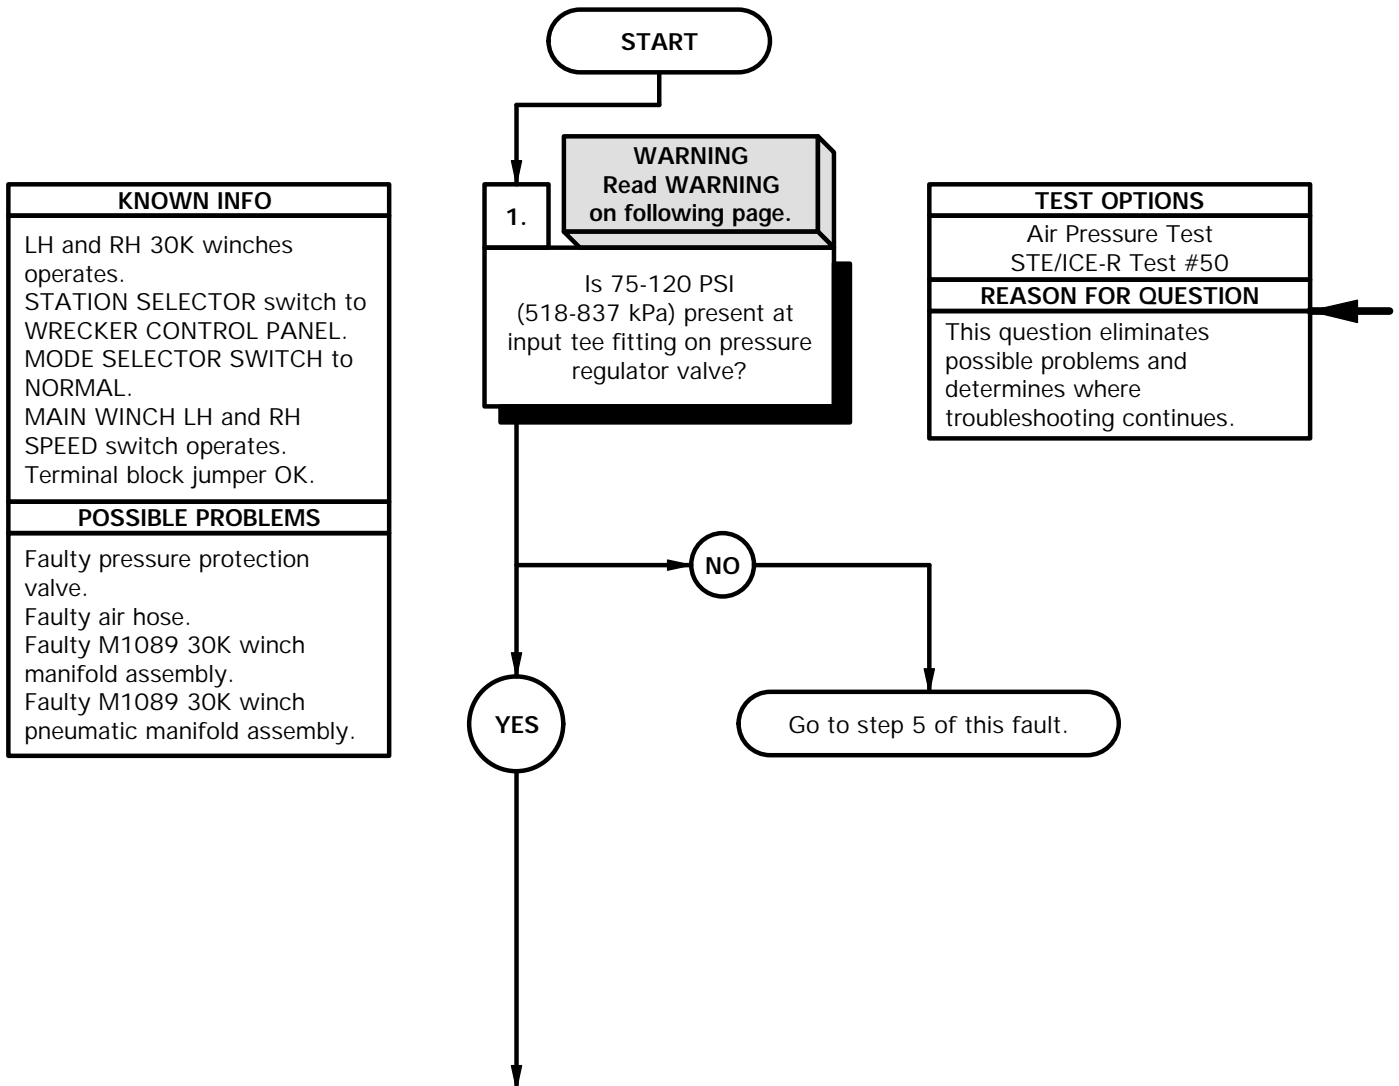 START
WARNING
Read WARNING
on following page.
KNOWN INFO
LH and RH 30K winches
operates.
STATION SELECTOR switch to
WRECKER CONTROL PANEL.
MODE SELECTOR SWITCH to
NORMAL.
MAIN WINCH LH and RH
SPEED switch operates.
Terminal block jumper OK.
POSSIBLE PROBLEMS
Faulty pressure protection
valve.
Faulty air hose.
Faulty M1089 30K winch
manifold assembly.
Faulty M1089 30K winch
pneumatic manifold assembly.
1.
Is 75-120 PSI
(518-837 kPa) present at
input tee fitting on pressure
regulator valve?
TEST OPTIONS
Air Pressure Test
STE/ICE-R Test #50
REASON FOR QUESTION
This question eliminates
possible problems and
determines where
troubleshooting continues.
NO
YES
Go to step 5 of this fault.